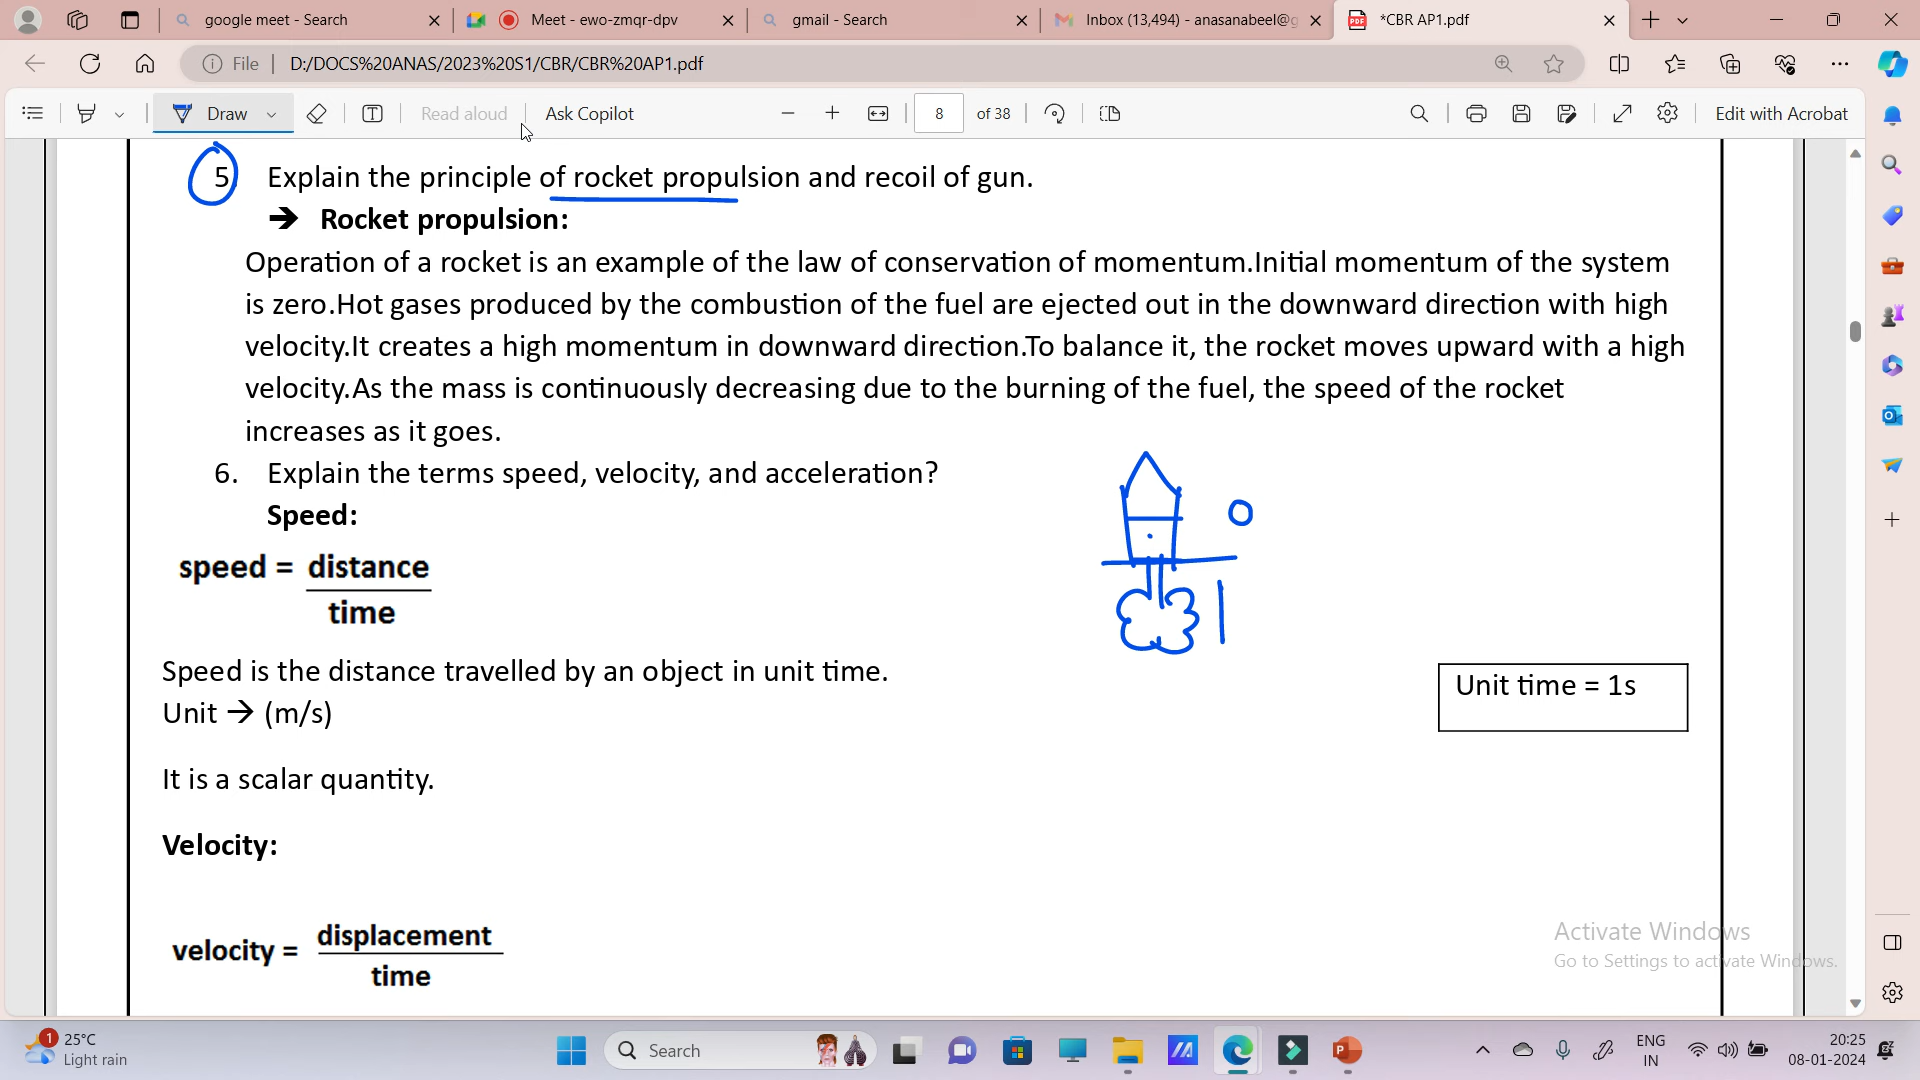 google meet - Search
Meet - ewo-zmqr-dpv
gmail - Search
Inbox (13,494) - anasanabeel@g
*CBR AP1.pdf
File
D:/DOCS%20ANAS/2023%20S1/CBR/CBR%20AP1.pdf
Draw
Read aloud
Ask Copilot
8
of 38
Edit with Acrobat
5 Explain the principle of rocket propulsion and recoil of gun.
➔ Rocket propulsion:
Operation of a rocket is an example of the law of conservation of momentum.Initial momentum of the system
is zero.Hot gases produced by the combustion of the fuel are ejected out in the downward direction with high
velocity.It creates a high momentum in downward direction.To balance it, the rocket moves upward with a high
velocity.As the mass is continuously decreasing due to the burning of the fuel, the speed of the rocket
increases as it goes.
6. Explain the terms speed, velocity, and acceleration?
Speed:
0
speed = distance
time
Speed is the distance travelled by an object in unit time.
Unit → (m/s)
Unit time = 1s
It is a scalar quantity.
Velocity:
velocity = displacement
time
Activate Windows
Go to Settings to activate Windows.
1
25°C
Light rain
Search
ENG
IN
20:25
08-01-2024